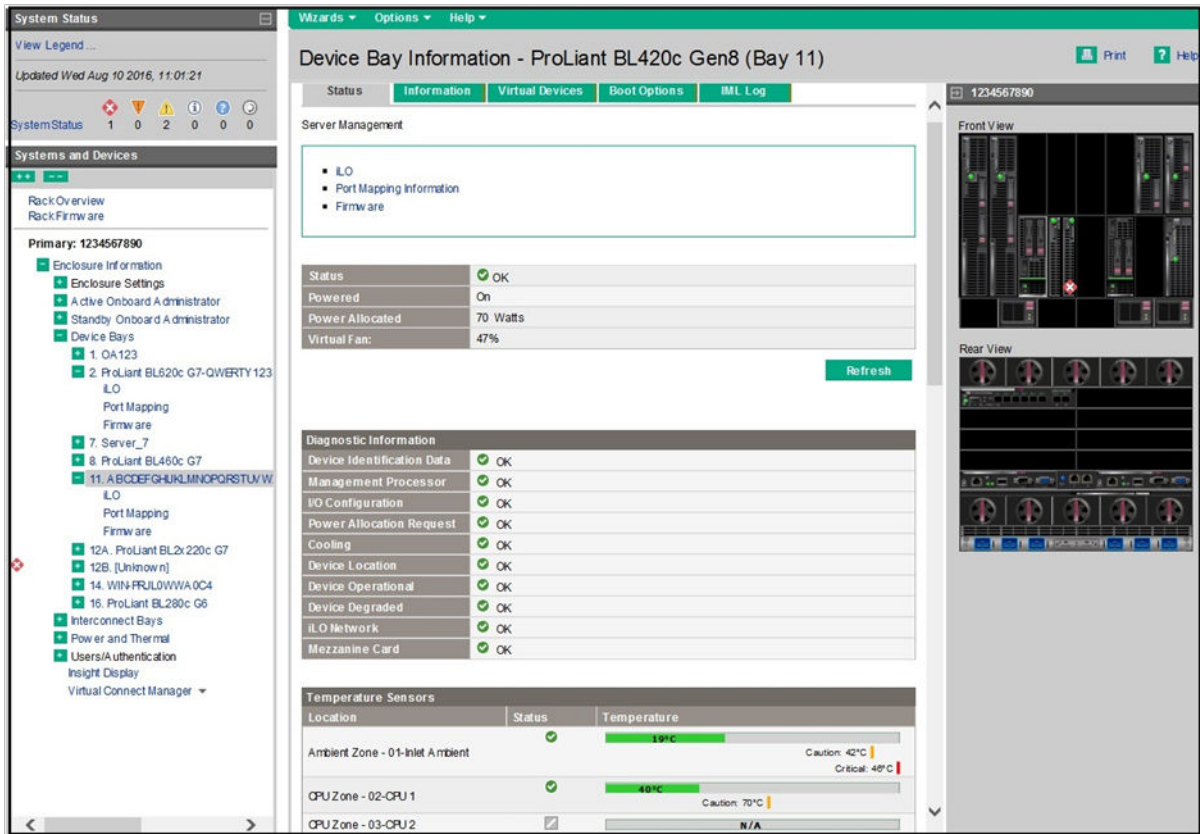 System Status
View Legend ...
Updated Wed Aug 10 2016, 11:01:21
System Status 1 0 2 0 0 0
Systems and Devices
Rack Overview
Rack Firmware
Primary: 1234567890
Enclosure Information
Enclosure Settings
Active Onboard Administrator
Standby Onboard Administrator
Device Bays
1. OA123
2. ProLiant BL620c G7-QWERTY123
iLO
Port Mapping
Firmware
7. Server_7
8. ProLiant BL460c G7
11. ABCDEFGHIJKLMNOPQRSTUVW
iLO
Port Mapping
Firmware
12A. ProLiant BL2x220c G7
12B. [Unknown]
14. WIN-PRJL0WWA0C4
16. ProLiant BL280c G6
Interconnect Bays
Power and Thermal
Users/Authentication
Insight Display
Virtual Connect Manager
Wizards Options Help
Device Bay Information - ProLiant BL420c Gen8 (Bay 11)
Print Help
Status Information Virtual Devices Boot Options IML Log
Server Management
iLO
Port Mapping Information
Firmware
Status OK
Powered On
Power Allocated 70 Watts
Virtual Fan: 47%
Refresh
Diagnostic Information
Device Identification Data OK
Management Processor OK
I/O Configuration OK
Power Allocation Request OK
Cooling OK
Device Location OK
Device Operational OK
Device Degraded OK
iLO Network OK
Mezzanine Card OK
Temperature Sensors
Location Status Temperature
Ambient Zone - 01-Inlet Ambient 19°C
Caution: 42°C
Critical: 46°C
CPU Zone - 02-CPU 1 40°C
Caution: 70°C
CPU Zone - 03-CPU 2 N/A
1234567890
Front View
Rear View